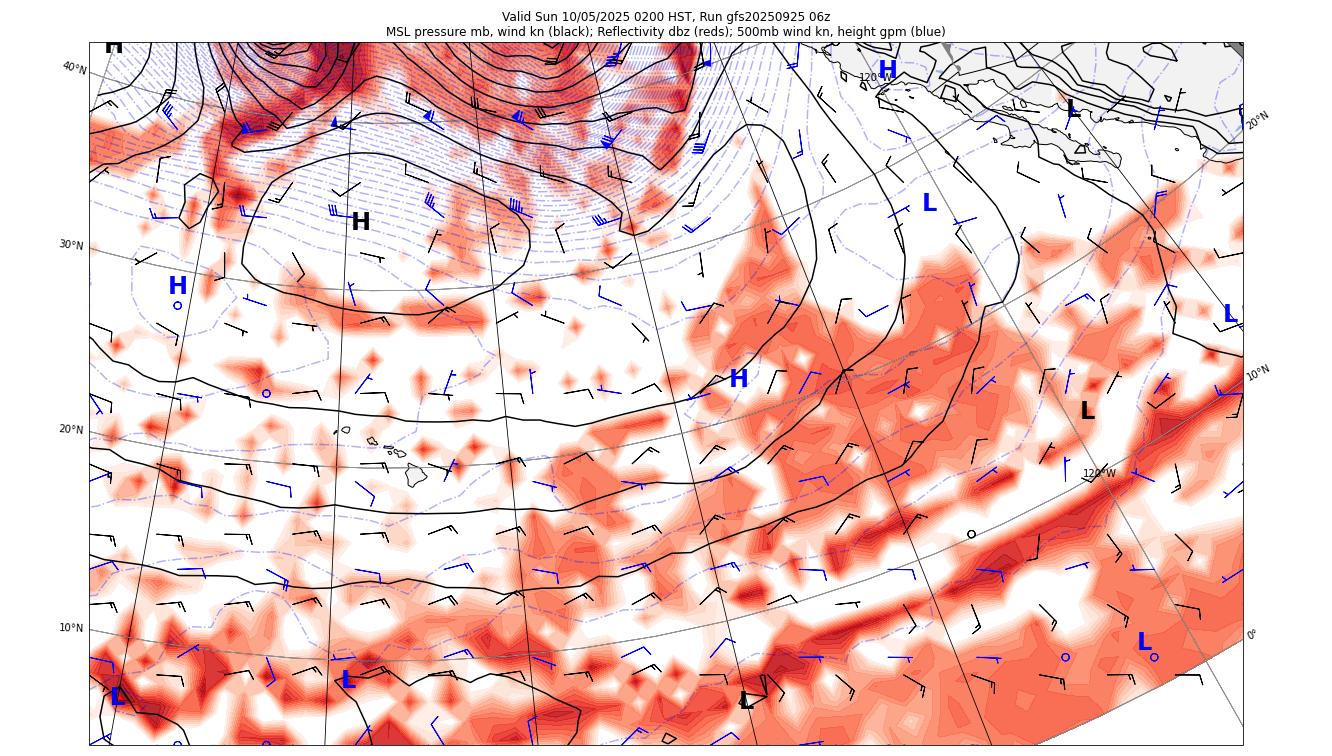 Valid Sun 10/05/2025 0200 HST, Run gfs20250925 06z
MSL pressure mb, wind kn (black); Reflectivity dbz (reds); 500mb wind kn, height gpm (blue)
H
40°N
H
120°W
L
20°N
L
H
30°N
H
L
H
10°N
L
20°N
120°W
10°N
0°
L
L
L
L